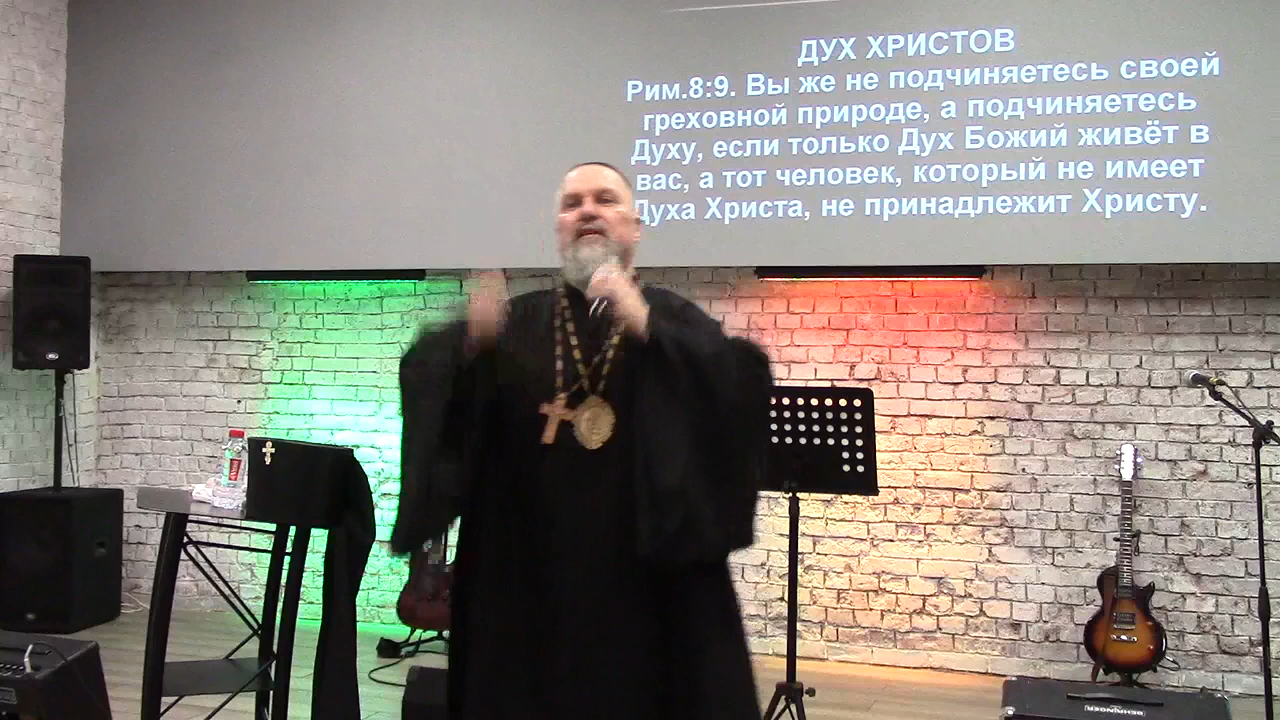 ДУХ ХРИСТОВ
Рим.8:9. Вы же не подчиняетесь своей
греховной природе, а подчиняетесь
Духу, если только Дух Божий живёт в
вас, а тот человек, который не имеет
Духа Христа, не принадлежит Христу.
BEHRINGER